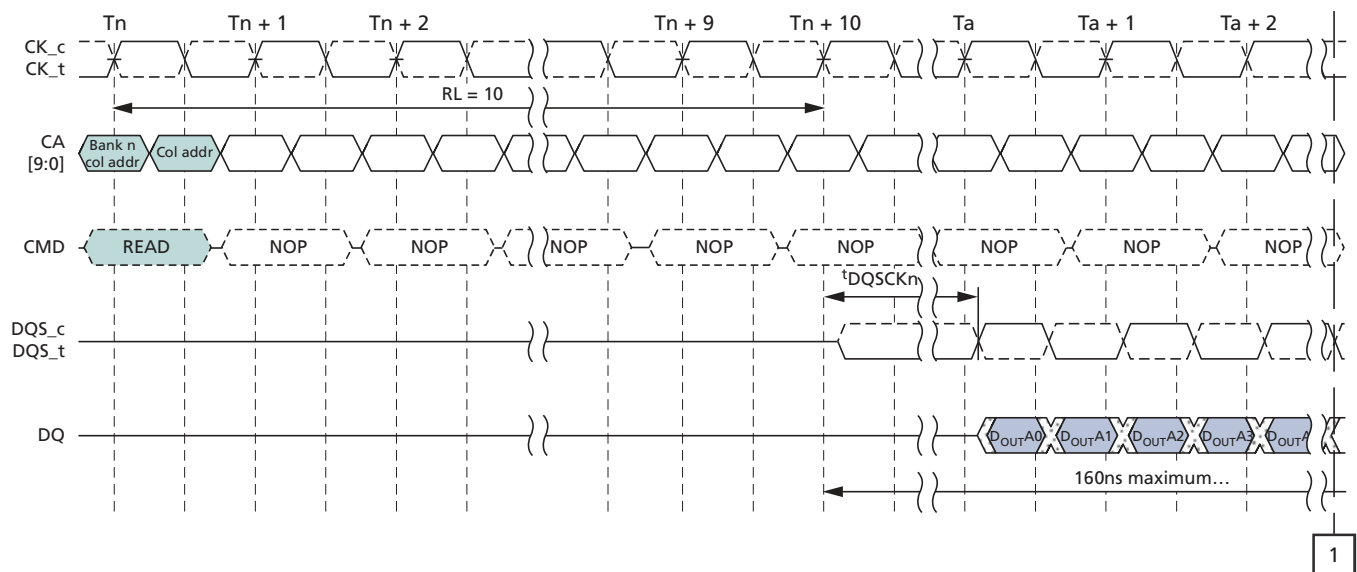 Tn Tn + 1 Tn + 2 Tn + 9 Tn + 10 Ta Ta + 1 Ta + 2
CK_c
CK_t
RL = 10
CA
[9:0]
Bank n
col addr
Col addr
CMD READ NOP NOP NOP NOP NOP NOP NOP NOP
tDQSCKn
DQS_c
DQS_t
DQ DOUTA0 DOUTA1 DOUTA2 DOUTA3 DOUTA
160ns maximum…
1